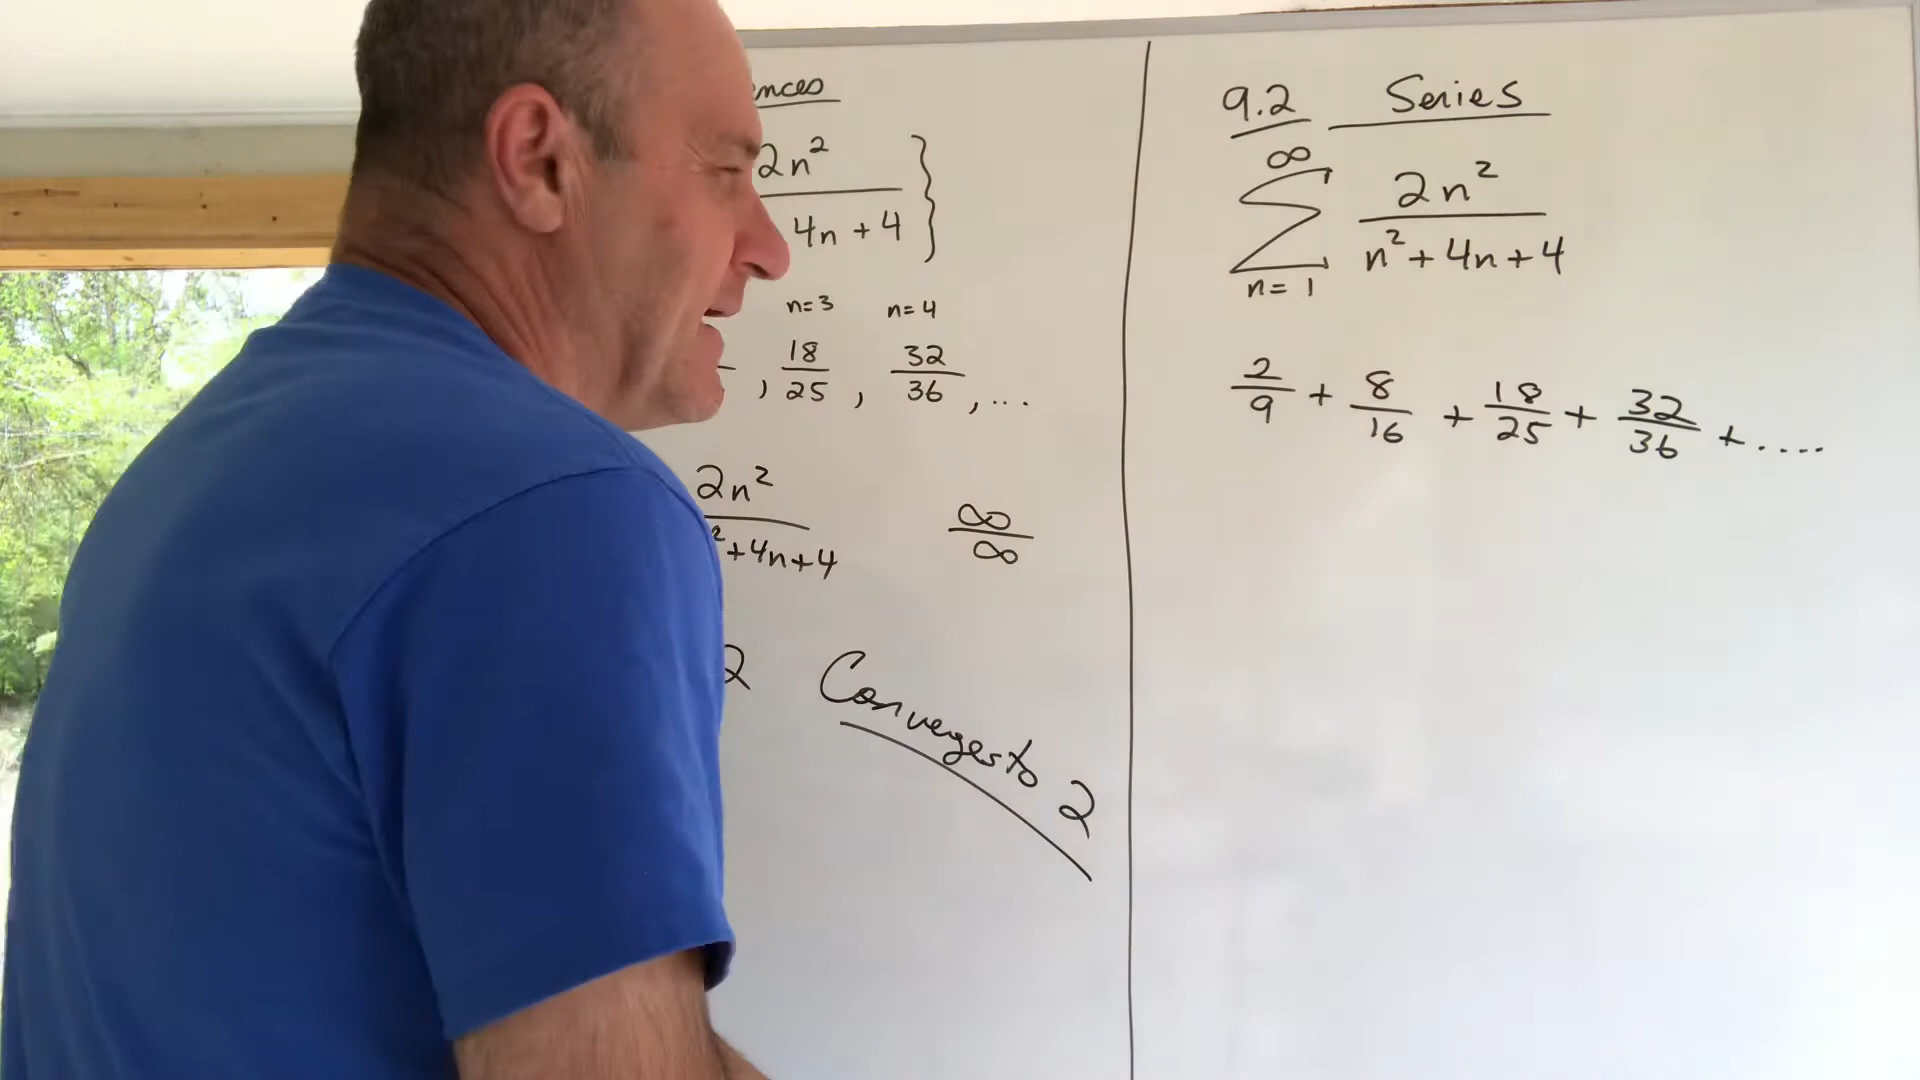 2n²
4n + 4 }
n=3 n=4
, 18/25 , 32/36 , ...
2n²
²+4n+4
∞/∞
2 Converges to 2
9.2 Series
∞
∑ 2n²/(n²+4n+4)
n=1
2/9 + 8/16 + 18/25 + 32/36 + ....